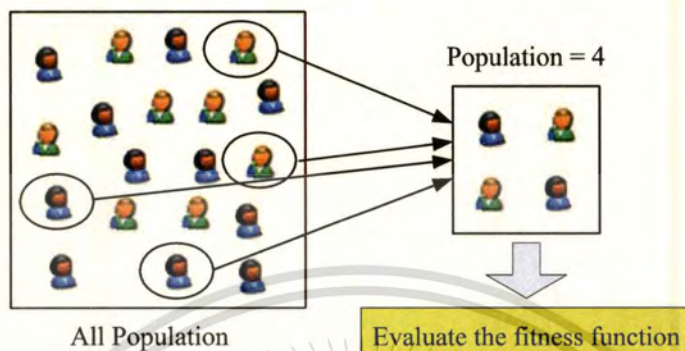 Population = 4
All Population
Evaluate the fitness function